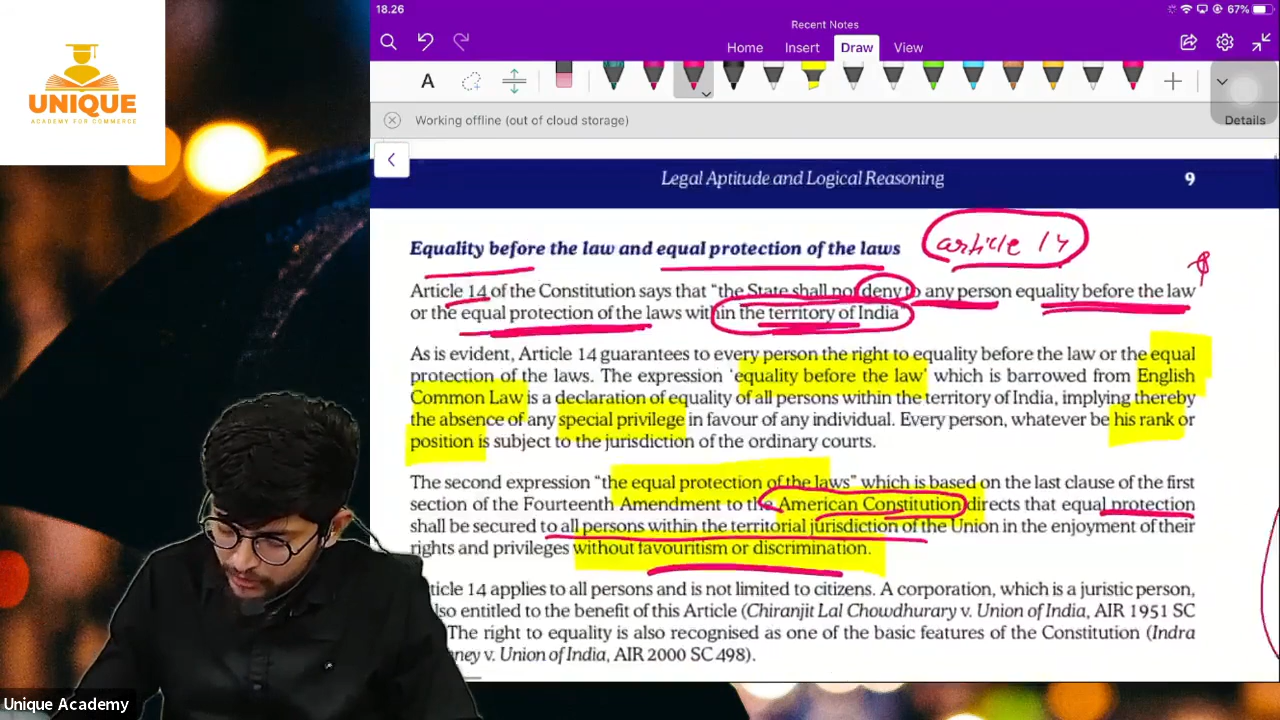 UNIQUE
ACADEMY FOR COMMERCE
18.26
67%
Recent Notes
Home Insert Draw View
A
Working offline (out of cloud storage)
Details
Legal Aptitude and Logical Reasoning 9
Equality before the law and equal protection of the laws
article 14
Article 14 of the Constitution says that “the State shall not deny to any person equality before the law
or the equal protection of the laws within the territory of India”
As is evident, Article 14 guarantees to every person the right to equality before the law or the equal
protection of the laws. The expression ‘equality before the law’ which is barrowed from English
Common Law is a declaration of equality of all persons within the territory of India, implying thereby
the absence of any special privilege in favour of any individual. Every person, whatever be his rank or
position is subject to the jurisdiction of the ordinary courts.
The second expression “the equal protection of the laws” which is based on the last clause of the first
section of the Fourteenth Amendment to the American Constitution directs that equal protection
shall be secured to all persons within the territorial jurisdiction of the Union in the enjoyment of their
rights and privileges without favouritism or discrimination.
ticle 14 applies to all persons and is not limited to citizens. A corporation, which is a juristic person,
lso entitled to the benefit of this Article (Chiranjit Lal Chowdhurary v. Union of India, AIR 1951 SC
The right to equality is also recognised as one of the basic features of the Constitution (Indra
ney v. Union of India, AIR 2000 SC 498).
Unique Academy